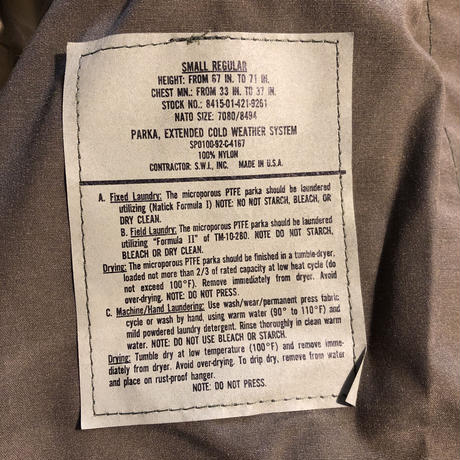 SMALL REGULAR
HEIGHT: FROM 67 IN. TO 71 IN.
CHEST MN.: FROM 33 IN. TO 37 IN.
STOCK NO.: 8415-01-421-9261
NATO SIZE: 7080/8494
PARKA, EXTENDED COLD WEATHER SYSTEM
SP0100-92-C-4167
100% NYLON
CONTRACTOR: S.W.I., INC. MADE IN U.S.A.
A. Fixed Laundry: The microporous PTFE parka should be laundered
utilizing (Natick Formula I) NOTE: NO NOT STARCH, BLEACH, OR
DRY CLEAN.
B. Field Laundry: The microporous PTFE parka should be laundered
utilizing "Formula II" of TM-10-280. NOTE DO NOT STARCH,
BLEACH OR DRY CLEAN.
Drying: The microporous PTFE parka should be finished in a tumble-dryer,
loaded not more than 2/3 of rated capacity at low heat cycle (do
not exceed 100°F). Remove immediately from dryer. Avoid
over-drying. NOTE: DO NOT PRESS.
C. Machine/Hand Laundering: Use wash/wear/permanent press fabric
cycle or wash by hand, using warm water (90° to 110°F) and
mild powdered laundry detergent. Rinse thoroughly in clean warm
water. NOTE: DO NOT USE BLEACH OR STARCH.
Drying: Tumble dry at low temperature (100°F) and remove imme-
diately from dryer. Avoid over-drying. To drip dry, remove from water
and place on rust-proof hanger.
NOTE: DO NOT PRESS.